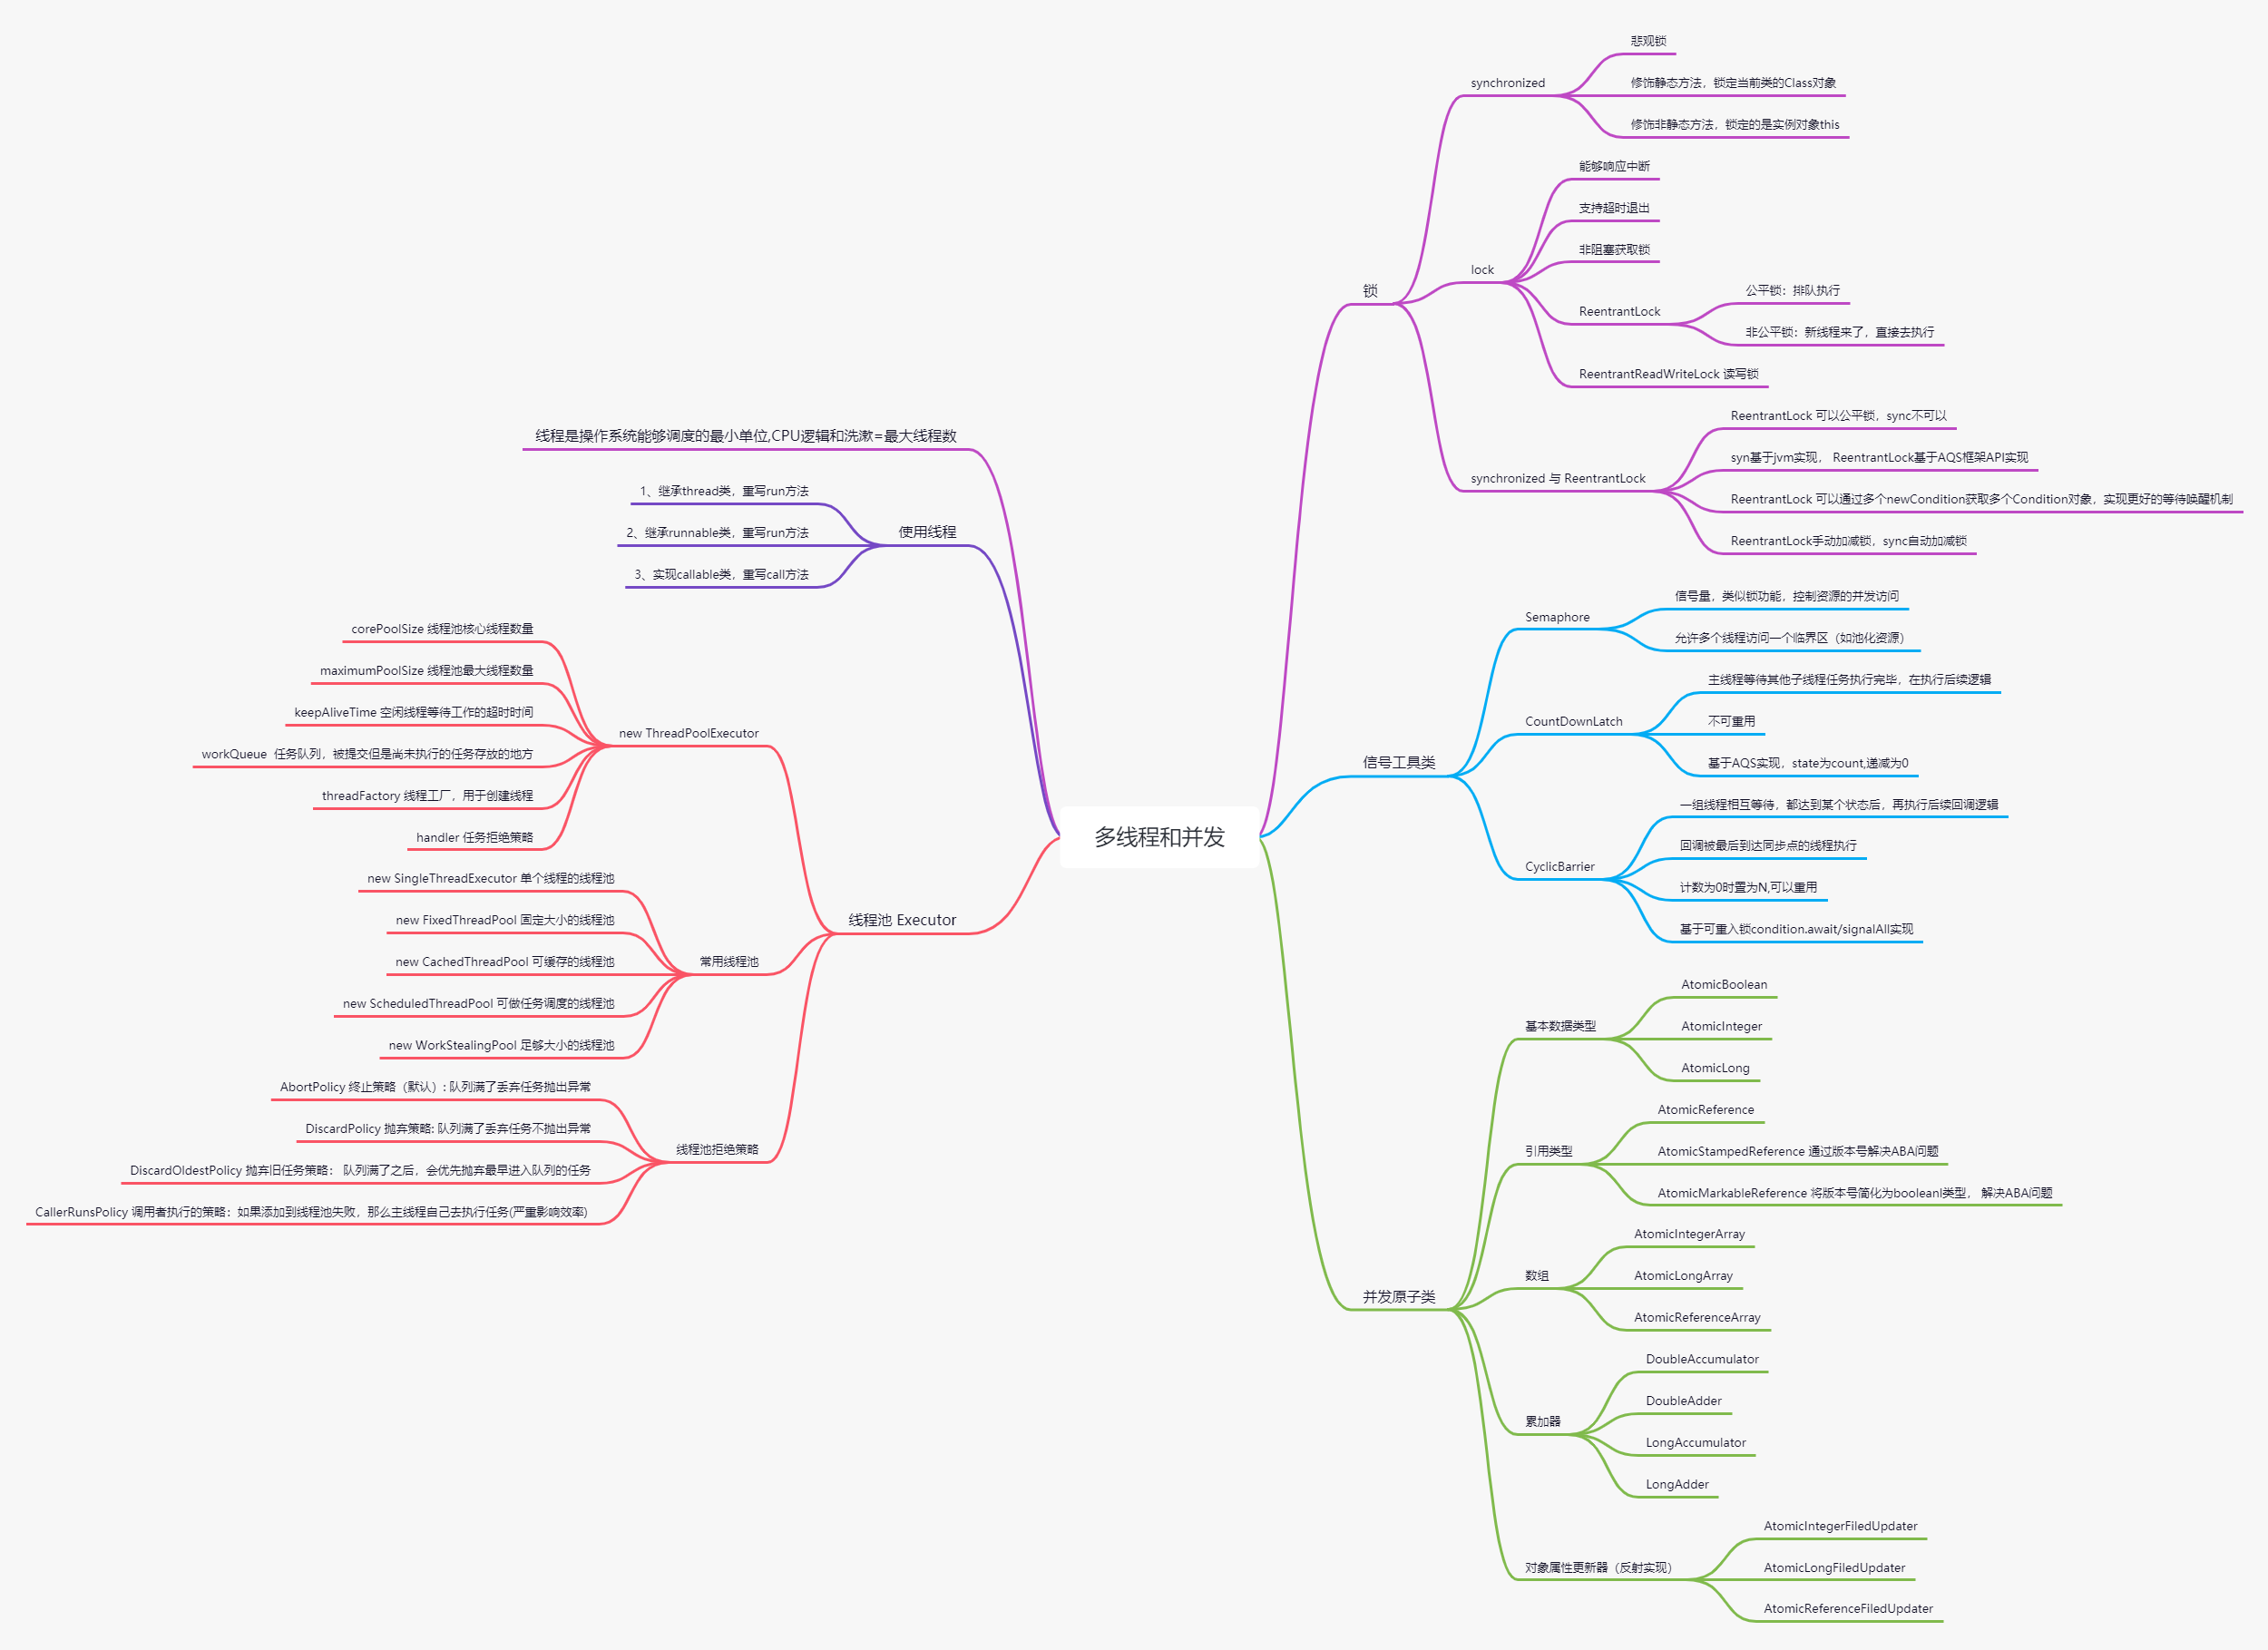 多线程和并发
线程是操作系统能够调度的最小单位,CPU逻辑和洗漱=最大线程数
使用线程
1、继承thread类，重写run方法
2、继承runnable类，重写run方法
3、实现callable类，重写call方法
线程池 Executor
new ThreadPoolExecutor
corePoolSize 线程池核心线程数量
maximumPoolSize 线程池最大线程数量
keepAliveTime 空闲线程等待工作的超时时间
workQueue 任务队列，被提交但是尚未执行的任务存放的地方
threadFactory 线程工厂，用于创建线程
handler 任务拒绝策略
常用线程池
new SingleThreadExecutor 单个线程的线程池
new FixedThreadPool 固定大小的线程池
new CachedThreadPool 可缓存的线程池
new ScheduledThreadPool 可做任务调度的线程池
new WorkStealingPool 足够大小的线程池
线程池拒绝策略
AbortPolicy 终止策略（默认）: 队列满了丢弃任务抛出异常
DiscardPolicy 抛弃策略: 队列满了丢弃任务不抛出异常
DiscardOldestPolicy 抛弃旧任务策略： 队列满了之后，会优先抛弃最早进入队列的任务
CallerRunsPolicy 调用者执行的策略：如果添加到线程池失败，那么主线程自己去执行任务(严重影响效率)
锁
synchronized
悲观锁
修饰静态方法，锁定当前类的Class对象
修饰非静态方法，锁定的是实例对象this
lock
能够响应中断
支持超时退出
非阻塞获取锁
ReentrantLock
公平锁：排队执行
非公平锁：新线程来了，直接去执行
ReentrantReadWriteLock 读写锁
synchronized 与 ReentrantLock
ReentrantLock 可以公平锁，sync不可以
syn基于jvm实现， ReentrantLock基于AQS框架API实现
ReentrantLock 可以通过多个newCondition获取多个Condition对象，实现更好的等待唤醒机制
ReentrantLock手动加减锁，sync自动加减锁
信号工具类
Semaphore
信号量，类似锁功能，控制资源的并发访问
允许多个线程访问一个临界区（如池化资源）
CountDownLatch
主线程等待其他子线程任务执行完毕，在执行后续逻辑
不可重用
基于AQS实现，state为count,递减为0
CyclicBarrier
一组线程相互等待，都达到某个状态后，再执行后续回调逻辑
回调被最后到达同步点的线程执行
计数为0时置为N,可以重用
基于可重入锁condition.await/signalAll实现
并发原子类
基本数据类型
AtomicBoolean
AtomicInteger
AtomicLong
引用类型
AtomicReference
AtomicStampedReference 通过版本号解决ABA问题
AtomicMarkableReference 将版本号简化为booleanl类型， 解决ABA问题
数组
AtomicIntegerArray
AtomicLongArray
AtomicReferenceArray
累加器
DoubleAccumulator
DoubleAdder
LongAccumulator
LongAdder
对象属性更新器（反射实现）
AtomicIntegerFiledUpdater
AtomicLongFiledUpdater
AtomicReferenceFiledUpdater